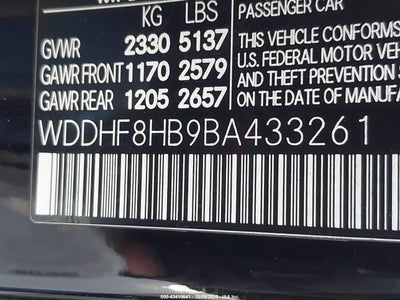 KG LBS PASSENGER CAR
GVWR 2330 5137 THIS VEHICLE CONFORMS
GAWR FRONT 1170 2579 U.S. FEDERAL MOTOR VEH
AND THEFT PREVENTION
GAWR REAR 1205 2657 ON THE DATE OF MANUFA
WDDHF8HB9BA433261